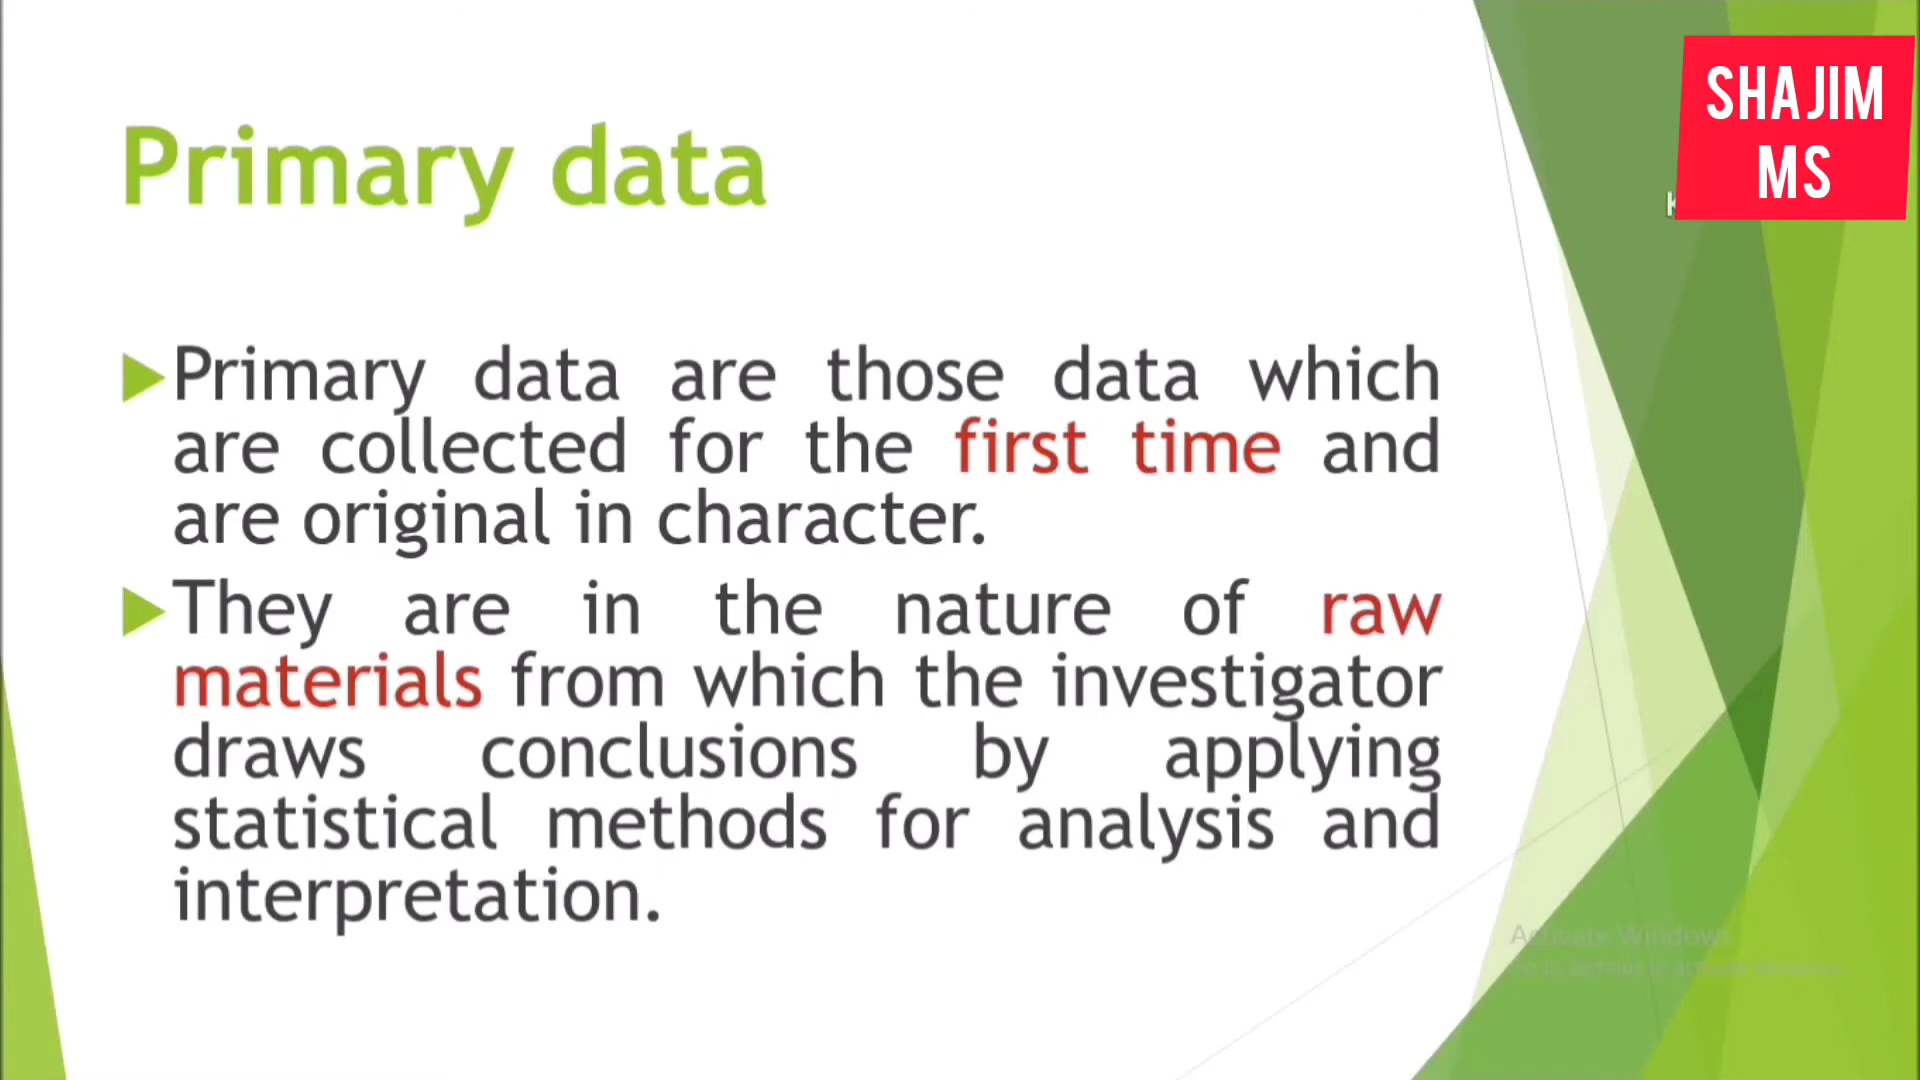 Primary data
Primary data are those data which
are collected for the first time and
are original in character.
They are in the nature of raw
materials from which the investigator
draws conclusions by applying
statistical methods for analysis and
interpretation.
SHAJIM
MS
Activate Windows